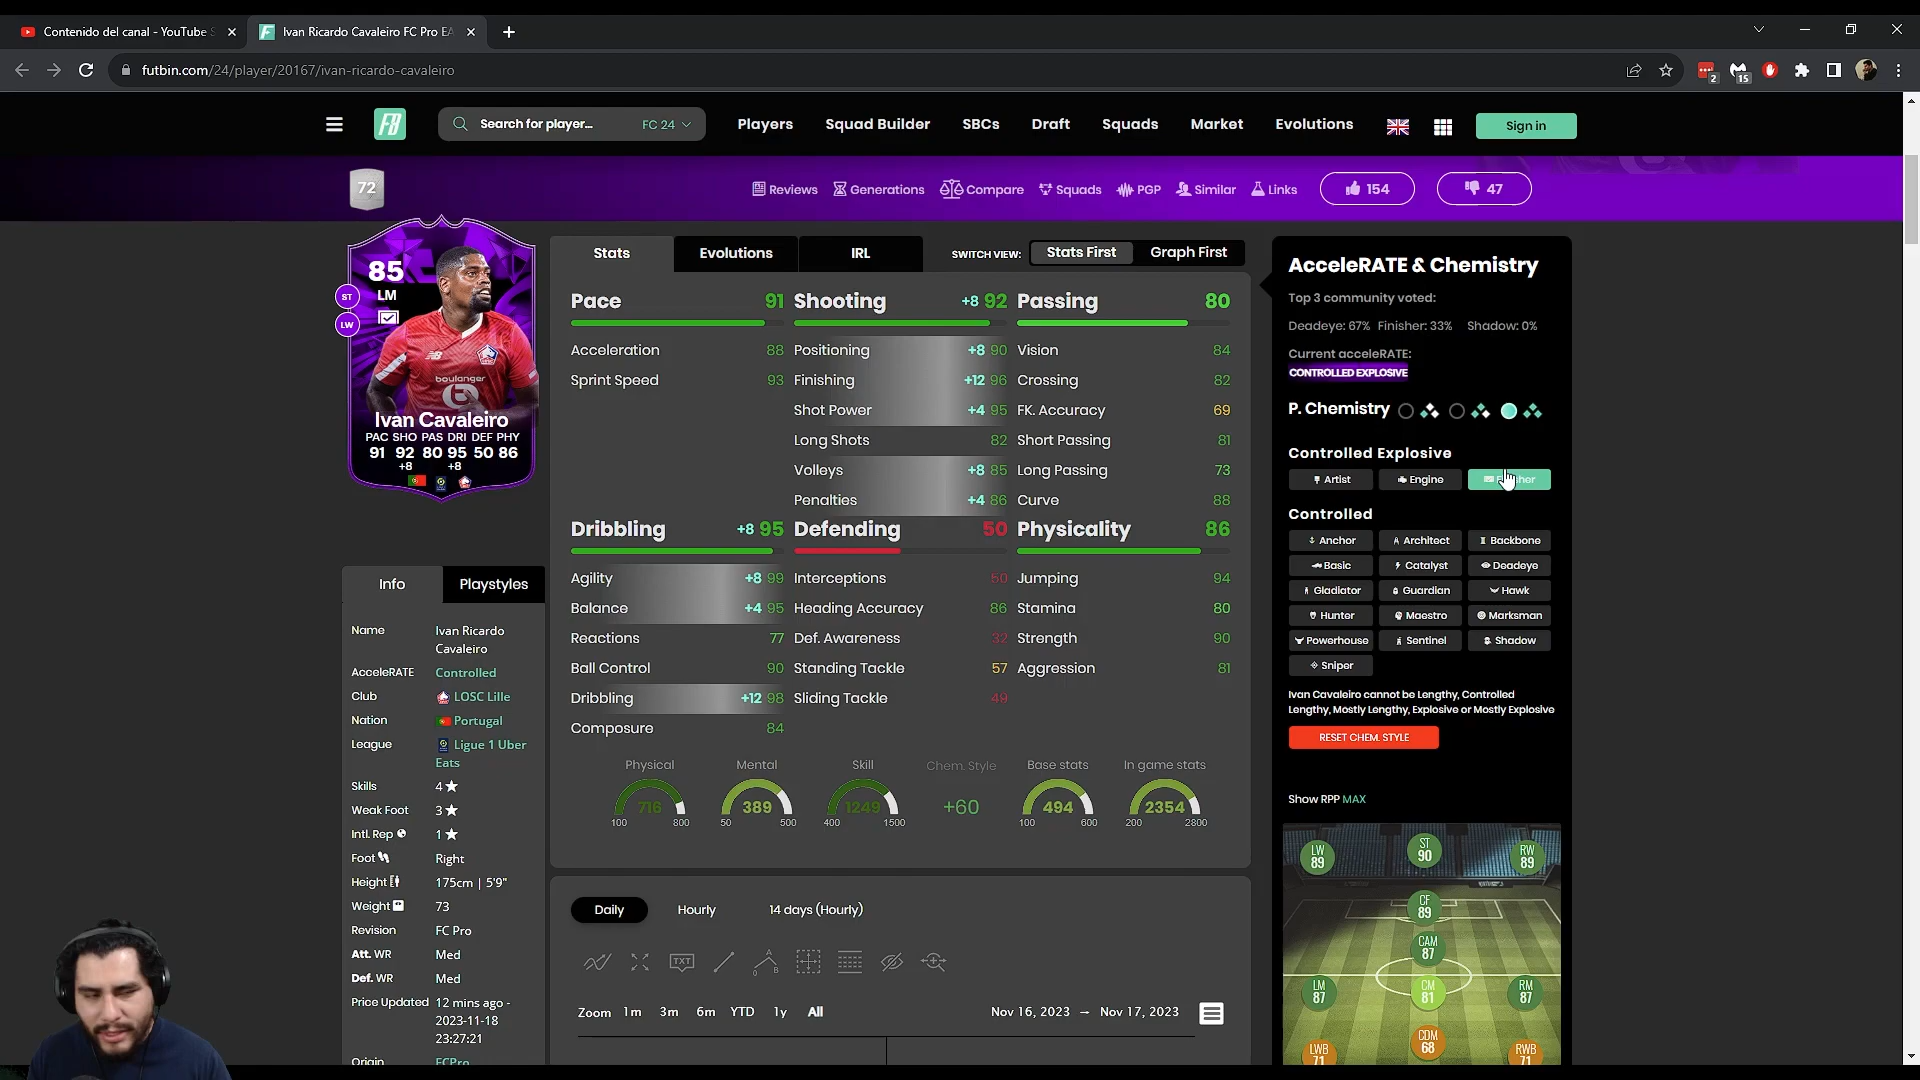 Contenido del canal - YouTube S
Ivan Ricardo Cavaleiro FC Pro EA
futbin.com/24/player/20167/ivan-ricardo-cavaleiro
2
15
FB
Search for player...
FC 24
Players
Squad Builder
SBCs
Draft
Squads
Market
Evolutions
Sign in
72
Reviews
Generations
Compare
Squads
PGP
Similar
Links
154
47
85
LM
ST
LW
boulanger
Ivan Cavaleiro
PAC SHO PAS DRI DEF PHY
91 92 80 95 50 86
+8 +8
Stats
Evolutions
IRL
SWITCH VIEW:
Stats First
Graph First
Pace 91
Acceleration 88
Sprint Speed 93
Shooting +8 92
Positioning +8 90
Finishing +12 96
Shot Power +4 95
Long Shots 82
Volleys +8 85
Penalties +4 86
Passing 80
Vision 84
Crossing 82
FK. Accuracy 69
Short Passing 81
Long Passing 73
Curve 88
Dribbling +8 95
Agility +8 99
Balance +4 95
Reactions 77
Ball Control 90
Dribbling +12 98
Composure 84
Defending 50
Interceptions 50
Heading Accuracy 86
Def. Awareness 32
Standing Tackle 57
Sliding Tackle 49
Physicality 86
Jumping 94
Stamina 80
Strength 90
Aggression 81
Physical
716
100 800
Mental
389
50 500
Skill
1249
400 1500
Chem. Style
+60
Base stats
494
100 600
In game stats
2354
200 2800
Info
Playstyles
Name Ivan Ricardo
Cavaleiro
AcceleRATE Controlled
Club LOSC Lille
Nation Portugal
League Ligue 1 Uber
Eats
Skills 4
Weak Foot 3
Intl. Rep 1
Foot Right
Height 175cm | 5'9"
Weight 73
Revision FC Pro
Att. WR Med
Def. WR Med
Price Updated 12 mins ago -
2023-11-18
23:27:21
Origin FCPro
Daily
Hourly
14 days (Hourly)
TXT
Zoom 1m 3m 6m YTD 1y All
Nov 16, 2023 → Nov 17, 2023
AcceleRATE & Chemistry
Top 3 community voted:
Deadeye: 67% Finisher: 33% Shadow: 0%
Current acceleRATE:
CONTROLLED EXPLOSIVE
P. Chemistry
Controlled Explosive
Artist
Engine
Controlled
Anchor
Architect
Backbone
Basic
Catalyst
Deadeye
Gladiator
Guardian
Hawk
Hunter
Maestro
Marksman
Powerhouse
Sentinel
Shadow
Sniper
Ivan Cavaleiro cannot be Lengthy, Controlled
Lengthy, Mostly Lengthy, Explosive or Mostly Explosive
RESET CHEM. STYLE
Show RPP MAX
LW
89
ST
90
RW
89
CF
89
CAM
87
LM
87
CM
81
RM
87
CDM
68
LWB
71
RWB
71